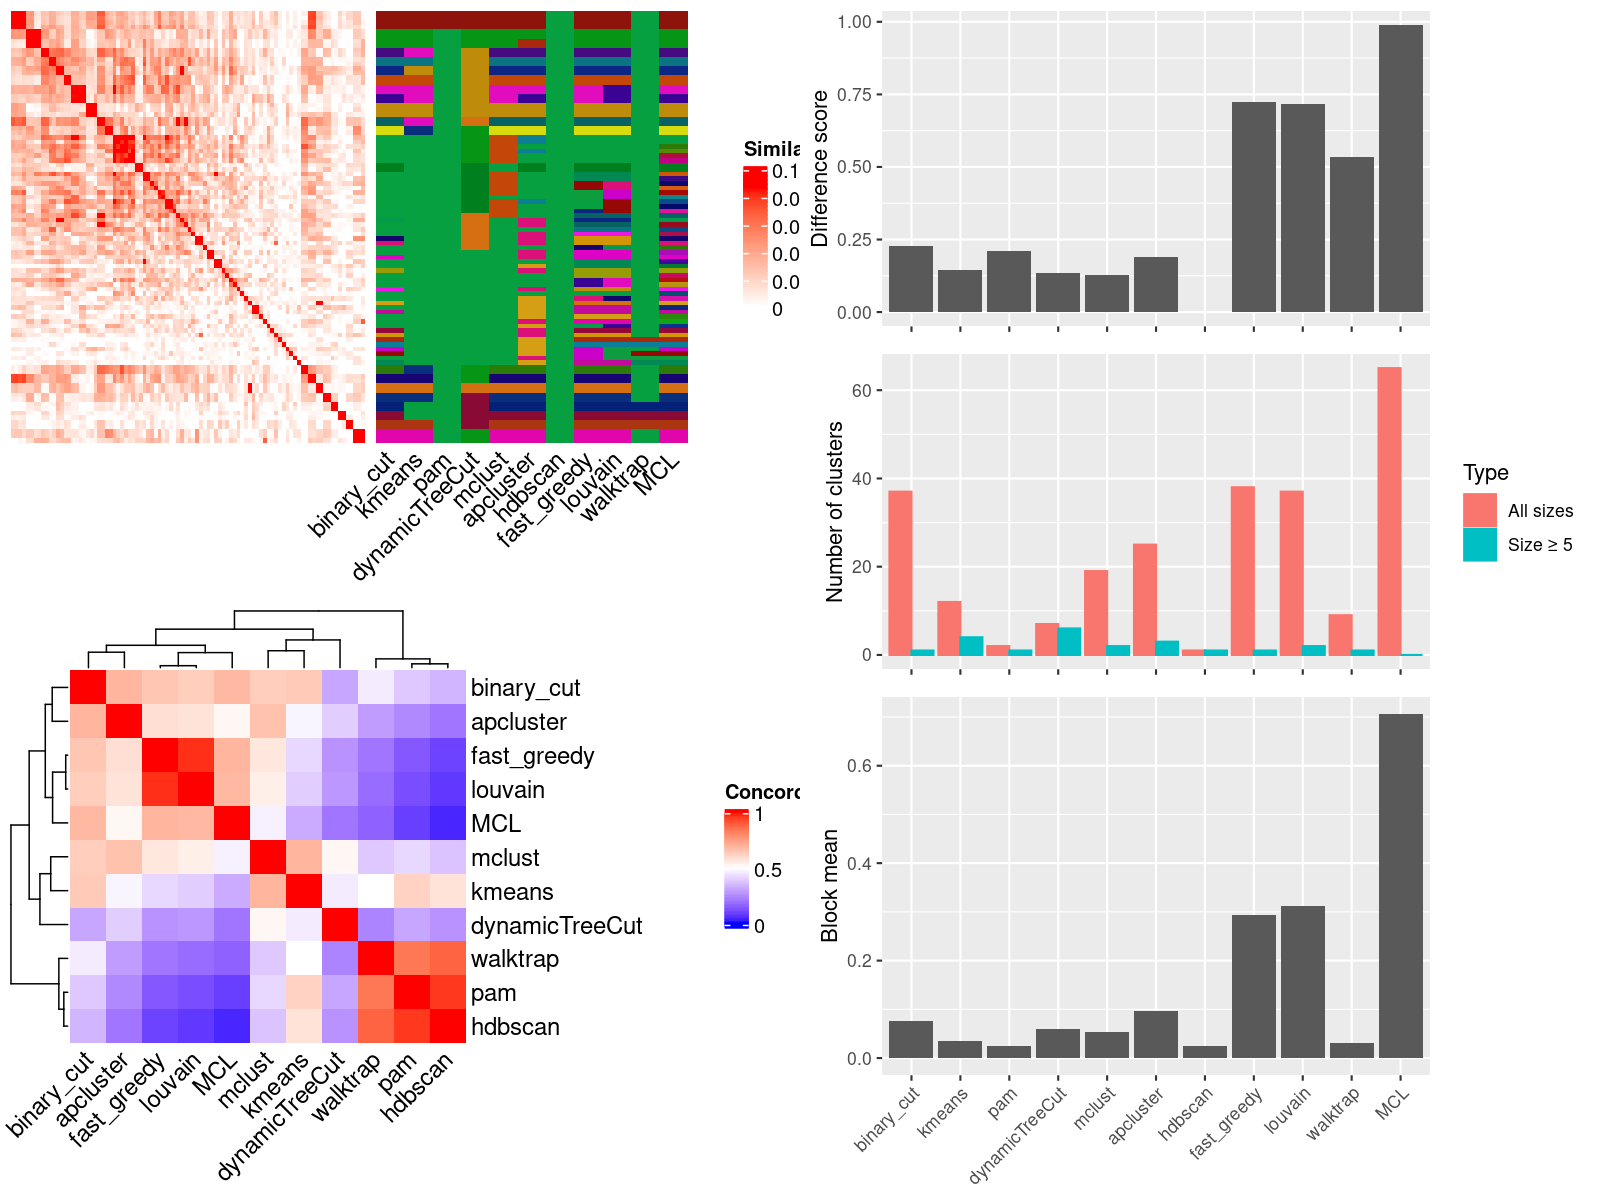 Simila
0.1
0.0
0.0
0.0
0.0
0
binary_cut
kmeans
pam
dynamicTreeCut
mclust
apcluster
hdbscan
fast_greedy
louvain
walktrap
MCL
binary_cut
apcluster
fast_greedy
louvain
MCL
mclust
kmeans
dynamicTreeCut
walktrap
pam
hdbscan
binary_cut
apcluster
fast_greedy
louvain
MCL
mclust
kmeans
dynamicTreeCut
walktrap
pam
hdbscan
Concord
1
0.5
0
Difference score
1.00
0.75
0.50
0.25
0.00
Number of clusters
60
40
20
0
Type
All sizes
Size ≥ 5
Block mean
0.6
0.4
0.2
0.0
binary_cut
kmeans
pam
dynamicTreeCut
mclust
apcluster
hdbscan
fast_greedy
louvain
walktrap
MCL